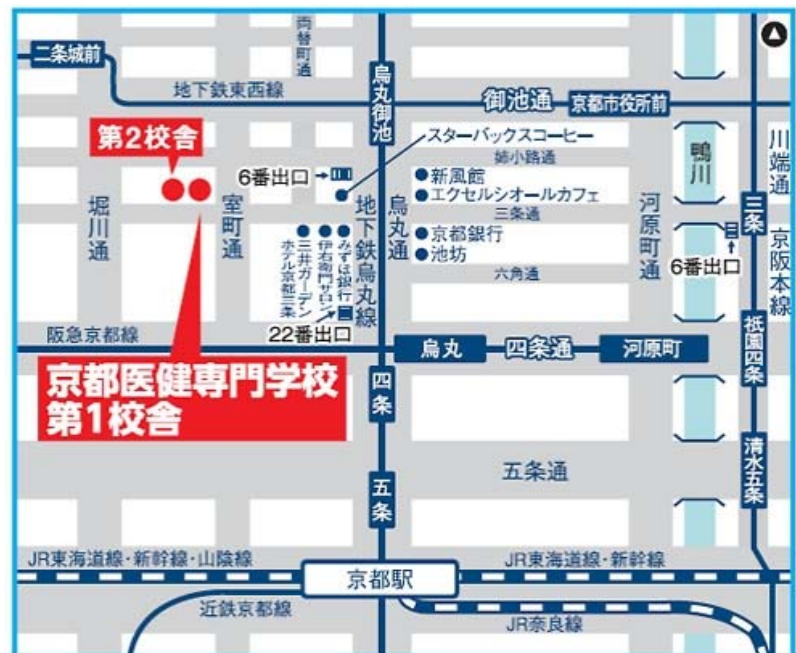 両替町通
二条城前
烏丸御池
地下鉄東西線
御池通
京都市役所前
スターバックスコーヒー
第2校舎
姉小路通
鴨川
川端通
6番出口
新風館
エクセルシオールカフェ
堀川通
室町通
地下鉄烏丸線
烏丸通
三条通
河原町通
三条
京都銀行
池坊
六角通
みずほ銀行
伊右衛門サロン
三井ガーデン
ホテル京都三条
6番出口
京阪本線
22番出口
阪急京都線
烏丸
四条通
河原町
祇園四条
京都医健専門学校
第1校舎
四条
清水五条
五条通
五条
JR東海道線・新幹線・山陰線
JR東海道線・新幹線
京都駅
近鉄京都線
JR奈良線